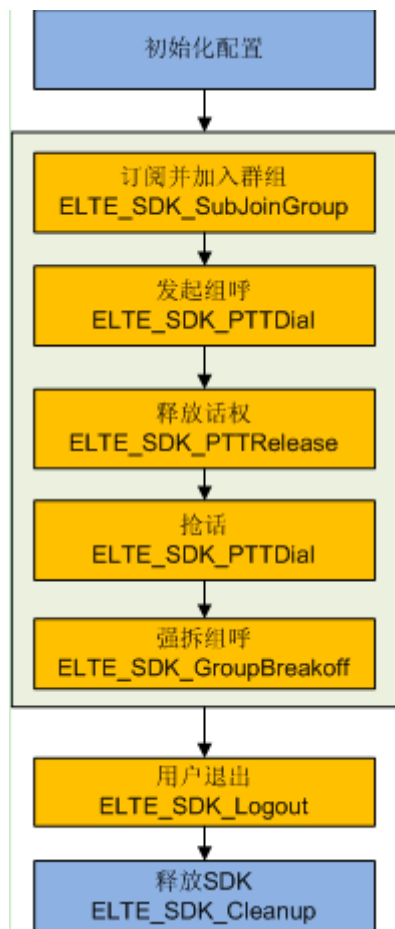 初始化配置
订阅并加入群组
ELTE_SDK_SubJoinGroup
发起组呼
ELTE_SDK_PTTDial
释放话权
ELTE_SDK_PTTRelease
抢话
ELTE_SDK_PTTDial
强拆组呼
ELTE_SDK_GroupBreakoff
用户退出
ELTE_SDK_Logout
释放SDK
ELTE_SDK_Cleanup